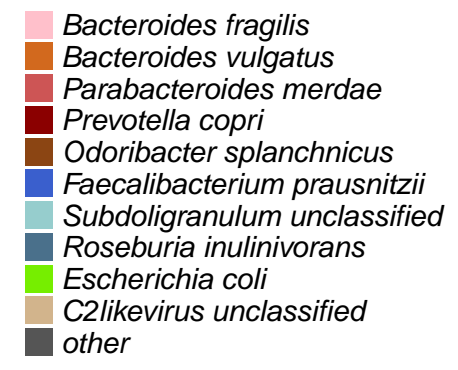 Bacteroides fragilis
Bacteroides vulgatus
Parabacteroides merdae
Prevotella copri
Odoribacter splanchnicus
Faecalibacterium prausnitzii
Subdoligranulum unclassified
Roseburia inulinivorans
Escherichia coli
C2likevirus unclassified
other